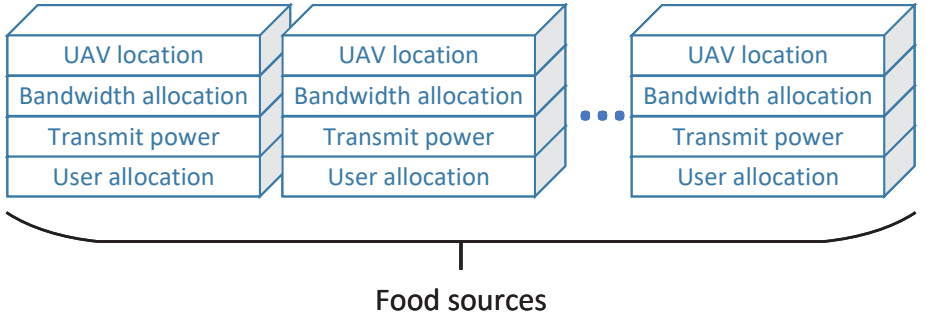 UAV location
Bandwidth allocation
Transmit power
User allocation
UAV location
Bandwidth allocation
Transmit power
User allocation
UAV location
Bandwidth allocation
Transmit power
User allocation
Food sources